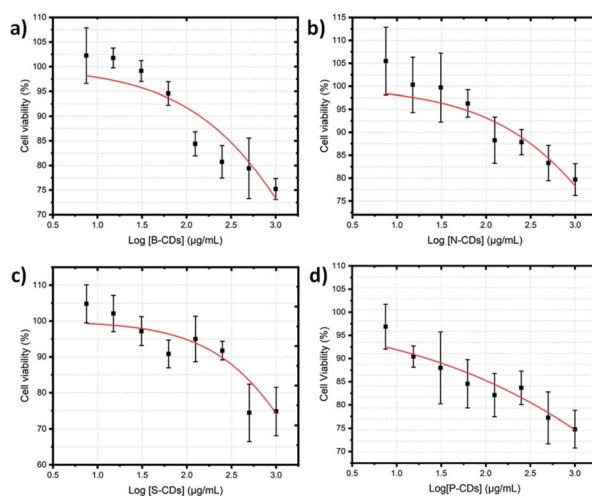 a)
110
105
100
95
90
85
80
75
70
Cell viability (%)
0.5 1.0 1.5 2.0 2.5 3.0
Log [B-CDs] (µg/mL)
b)
115
110
105
100
95
90
85
80
75
Cell viability (%)
0.5 1.0 1.5 2.0 2.5 3.0
Log [N-CDs] (µg/mL)
c)
110
100
90
80
70
60
Cell viability (%)
0.5 1.0 1.5 2.0 2.5 3.0
Log [S-CDs] (µg/mL)
d)
110
105
100
95
90
85
80
75
70
Cell Viability (%)
0.5 1.0 1.5 2.0 2.5 3.0
Log[P-CDs] (µg/mL)